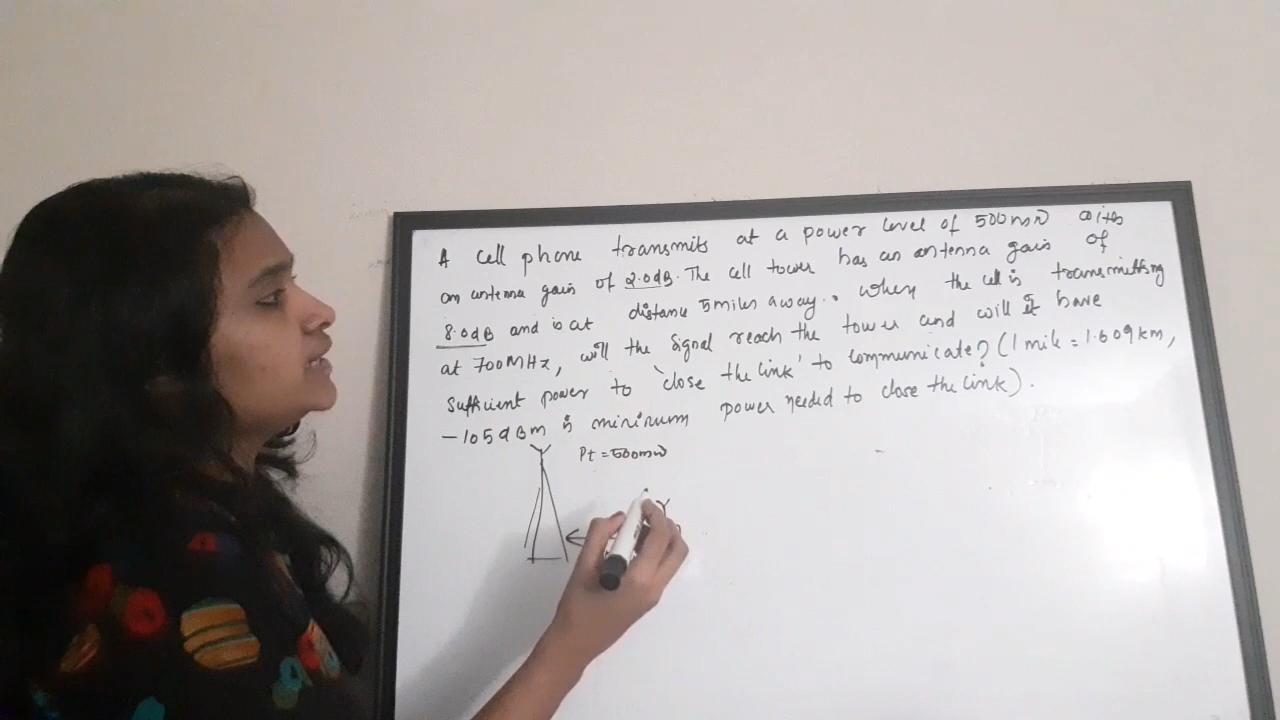 A cell phone transmits at a power level of 500mW with
an antenna gain of 2.0dB. The cell tower has an antenna gain of
8.0dB and is at distance 5miles away. When the cell is transmitting
at 700MHz, will the signal reach the tower and will it have
sufficient power to 'close the link' to communicate? (1 mile = 1.609km,
-105dBm is minimum power needed to close the link).
Pt = 500mW